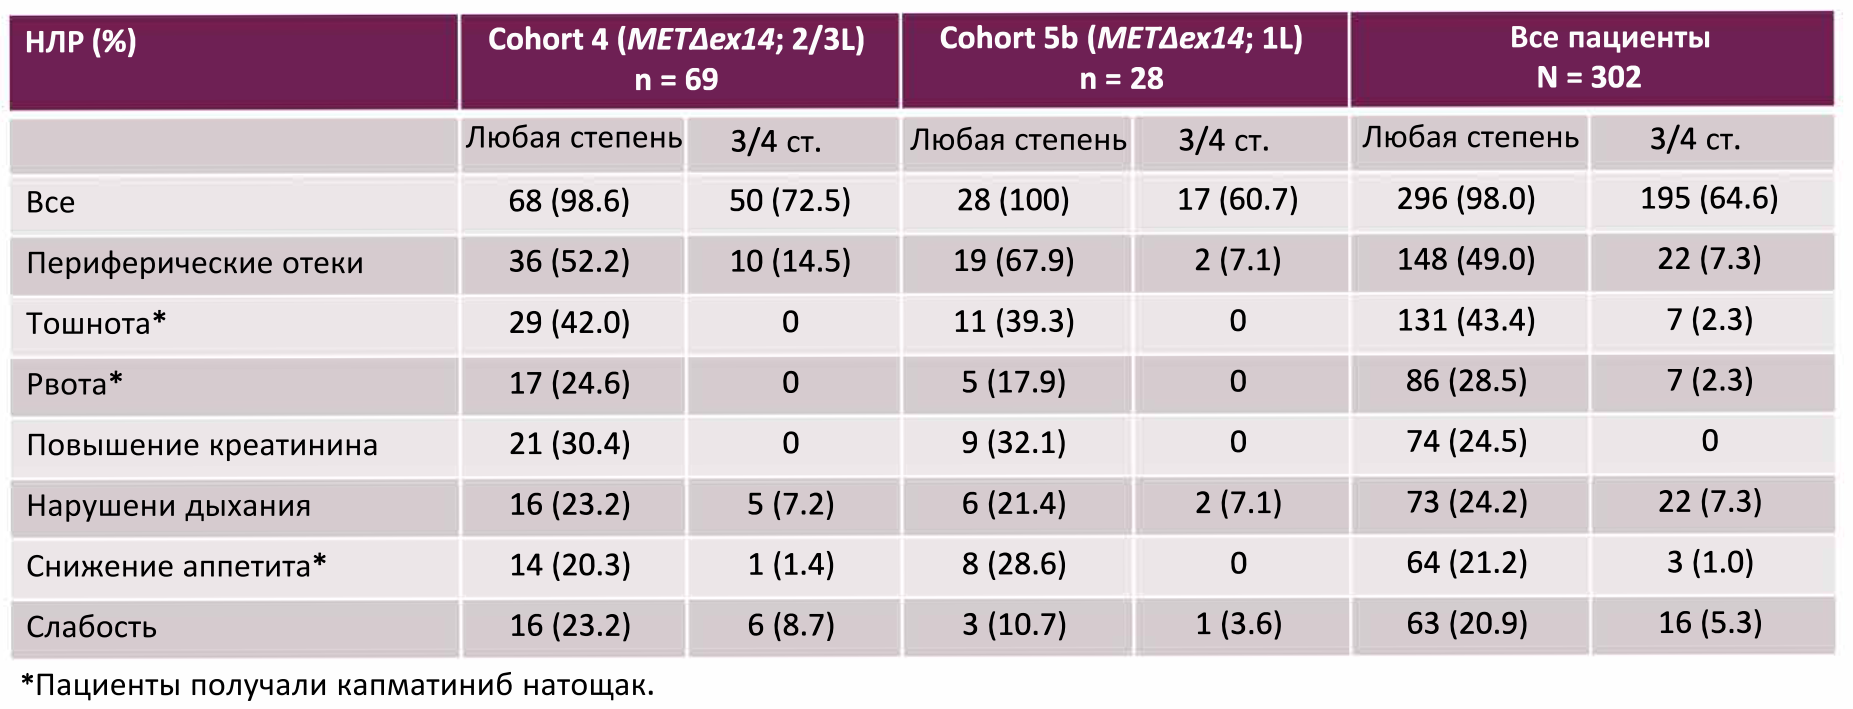 НЛР (%) Cohort 4 (METΔex14; 2/3L) n = 69 Cohort 5b (METΔex14; 1L) n = 28 Все пациенты N = 302
Любая степень 3/4 ст. Любая степень 3/4 ст. Любая степень 3/4 ст.
Все 68 (98.6) 50 (72.5) 28 (100) 17 (60.7) 296 (98.0) 195 (64.6)
Периферические отеки 36 (52.2) 10 (14.5) 19 (67.9) 2 (7.1) 148 (49.0) 22 (7.3)
Тошнота* 29 (42.0) 0 11 (39.3) 0 131 (43.4) 7 (2.3)
Рвота* 17 (24.6) 0 5 (17.9) 0 86 (28.5) 7 (2.3)
Повышение креатинина 21 (30.4) 0 9 (32.1) 0 74 (24.5) 0
Нарушени дыхания 16 (23.2) 5 (7.2) 6 (21.4) 2 (7.1) 73 (24.2) 22 (7.3)
Снижение аппетита* 14 (20.3) 1 (1.4) 8 (28.6) 0 64 (21.2) 3 (1.0)
Слабость 16 (23.2) 6 (8.7) 3 (10.7) 1 (3.6) 63 (20.9) 16 (5.3)
*Пациенты получали капматиниб натощак.